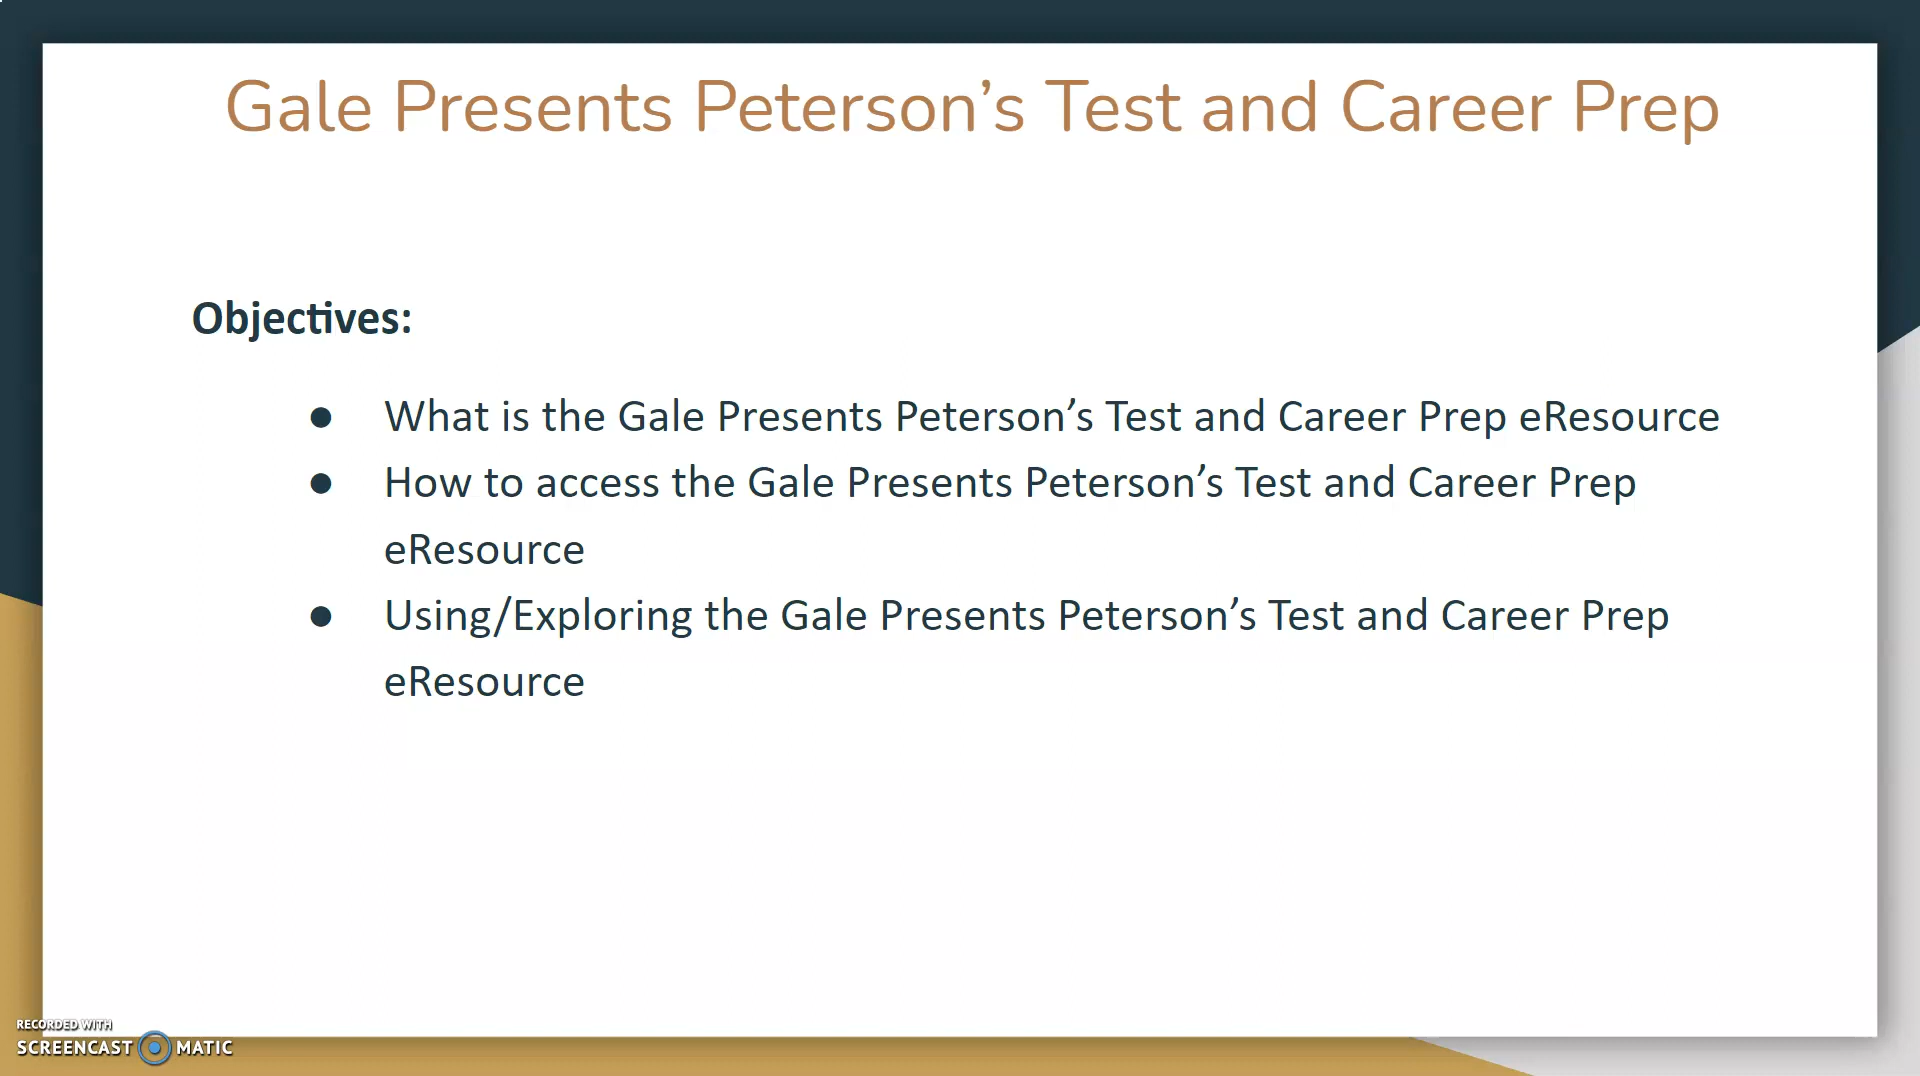 Gale Presents Peterson’s Test and Career Prep
Objectives:
● What is the Gale Presents Peterson’s Test and Career Prep eResource
● How to access the Gale Presents Peterson’s Test and Career Prep
eResource
● Using/Exploring the Gale Presents Peterson’s Test and Career Prep
eResource
RECORDED WITH
SCREENCAST MATIC